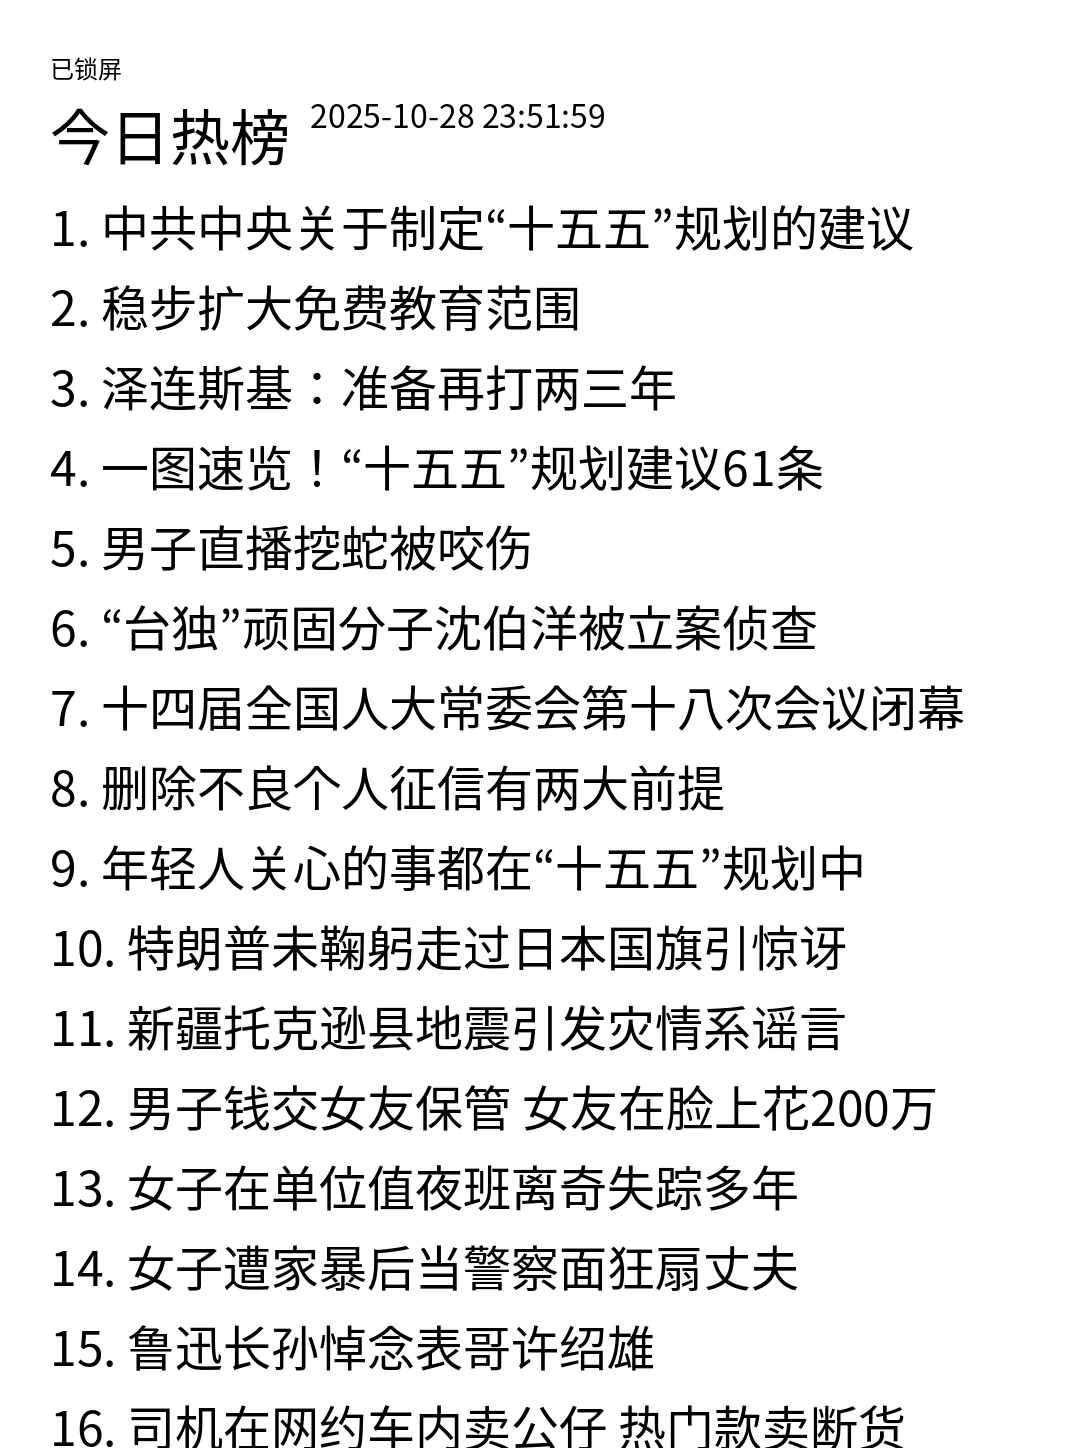 已锁屏
今日热榜 2025-10-28 23:51:59
1. 中共中央关于制定“十五五”规划的建议
2. 稳步扩大免费教育范围
3. 泽连斯基：准备再打两三年
4. 一图速览！“十五五”规划建议61条
5. 男子直播挖蛇被咬伤
6. “台独”顽固分子沈伯洋被立案侦查
7. 十四届全国人大常委会第十八次会议闭幕
8. 删除不良个人征信有两大前提
9. 年轻人关心的事都在“十五五”规划中
10. 特朗普未鞠躬走过日本国旗引惊讶
11. 新疆托克逊县地震引发灾情系谣言
12. 男子钱交女友保管 女友在脸上花200万
13. 女子在单位值夜班离奇失踪多年
14. 女子遭家暴后当警察面狂扇丈夫
15. 鲁迅长孙悼念表哥许绍雄
16. 司机在网约车内卖公仔 热门款卖断货